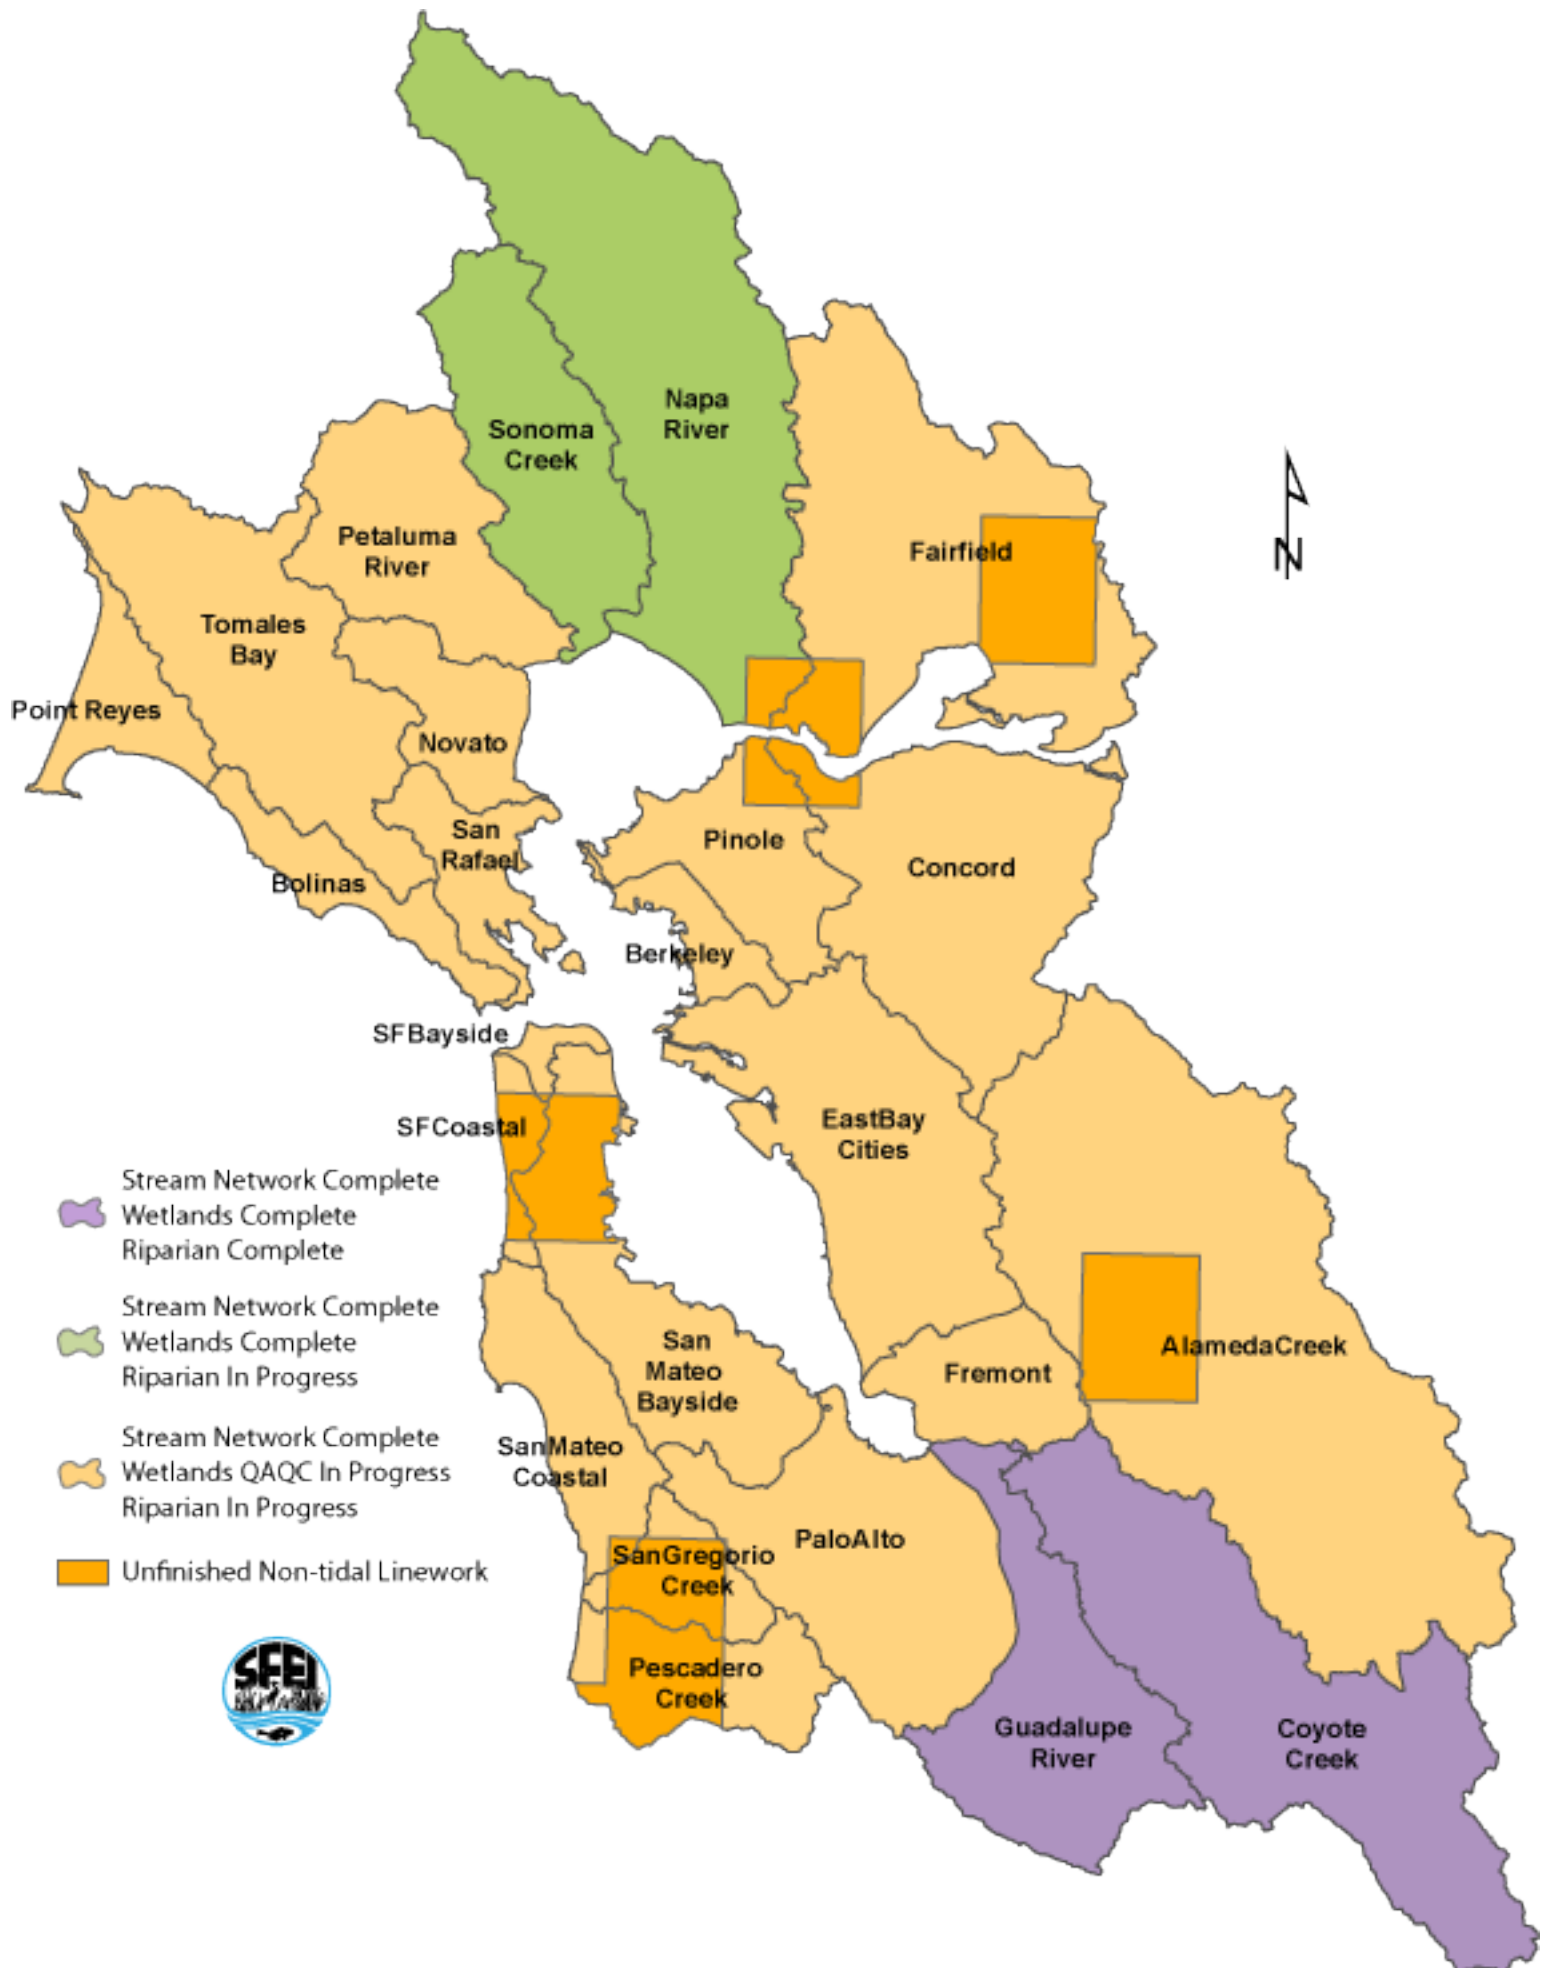 Napa
River
Sonoma
Creek
Petaluma
River
Fairfield
N
Tomales
Bay
Point Reyes
Novato
San
Rafael
Pinole
Concord
Bolinas
Berkeley
SFBayside
SFCoastal
EastBay
Cities
Stream Network Complete
Wetlands Complete
Riparian Complete
Stream Network Complete
Wetlands Complete
Riparian In Progress
Stream Network Complete
Wetlands QAQC In Progress
Riparian In Progress
Unfinished Non-tidal Linework
San
Mateo
Bayside
Fremont
AlamedaCreek
SanMateo
Coastal
PaloAlto
SanGregorio
Creek
Pescadero
Creek
Guadalupe
River
Coyote
Creek
SFEI